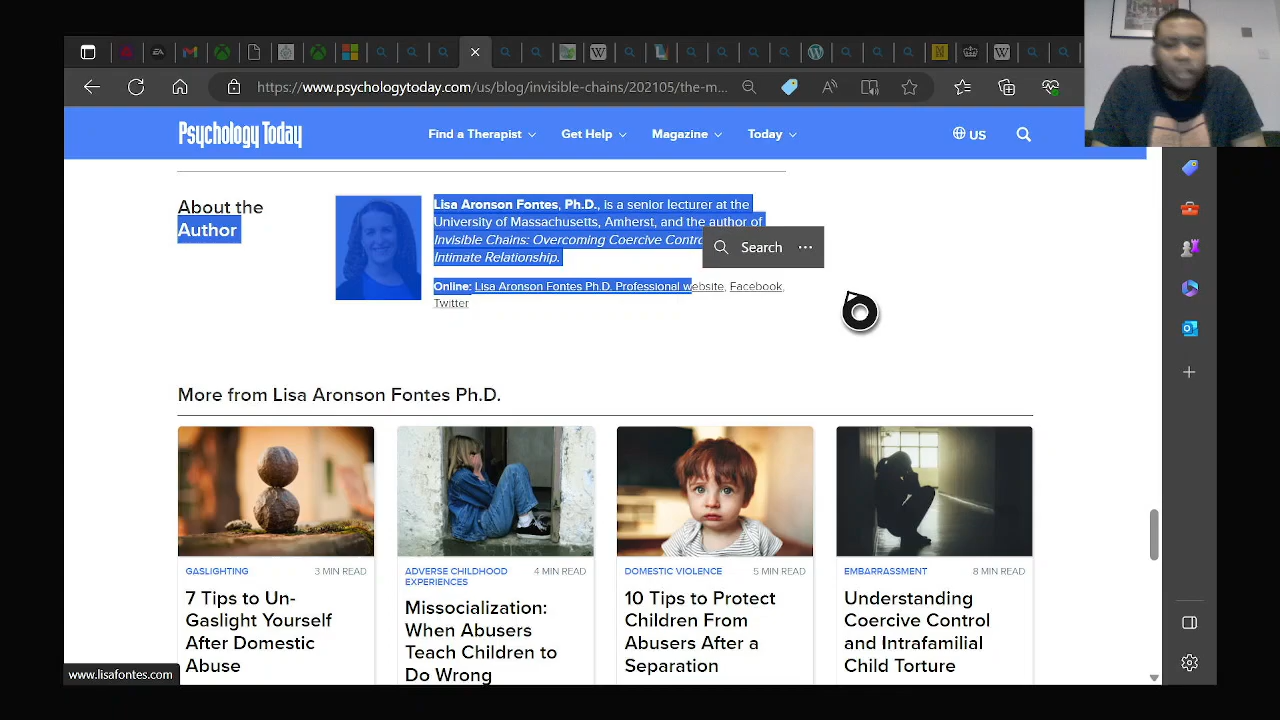 https://www.psychologytoday.com/us/blog/invisible-chains/202105/the-m...
Psychology Today
Find a Therapist
Get Help
Magazine
Today
US
About the
Author
Lisa Aronson Fontes, Ph.D., is a senior lecturer at the
University of Massachusetts, Amherst, and the author of
Invisible Chains: Overcoming Coercive Contro
Intimate Relationship.
Search
Online: Lisa Aronson Fontes Ph.D. Professional website, Facebook,
Twitter
More from Lisa Aronson Fontes Ph.D.
GASLIGHTING
3 MIN READ
7 Tips to Un-
Gaslight Yourself
After Domestic
Abuse
ADVERSE CHILDHOOD
EXPERIENCES
4 MIN READ
Missocialization:
When Abusers
Teach Children to
Do Wrong
DOMESTIC VIOLENCE
5 MIN READ
10 Tips to Protect
Children From
Abusers After a
Separation
EMBARRASSMENT
8 MIN READ
Understanding
Coercive Control
and Intrafamilial
Child Torture
www.lisafontes.com